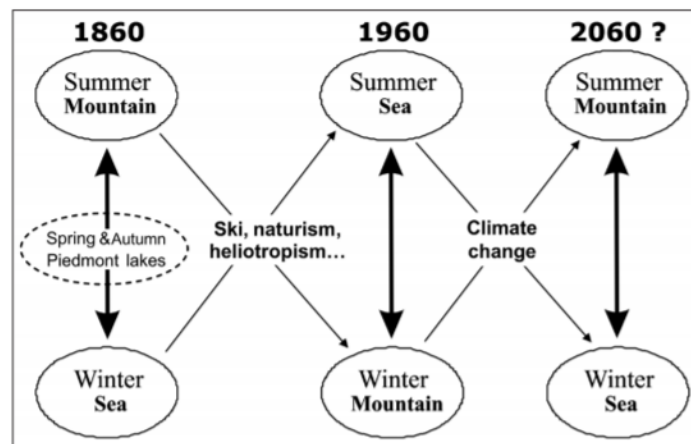 1860 1960 2060 ?
Summer
Mountain
Summer
Sea
Summer
Mountain
Spring &Autumn
Piedmont lakes
Ski, naturism,
heliotropism...
Climate
change
Winter
Sea
Winter
Mountain
Winter
Sea